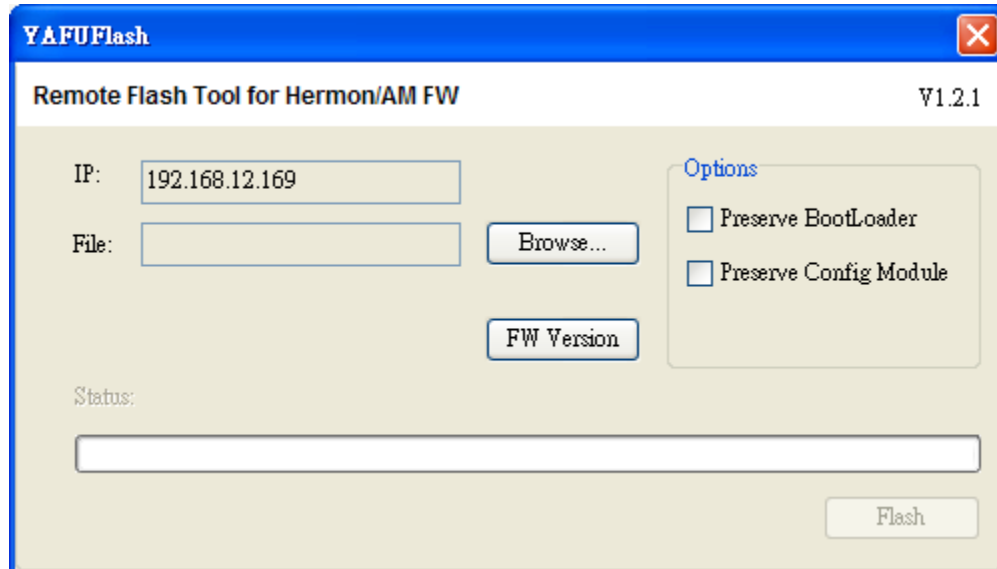 YAFUFlash
Remote Flash Tool for Hermon/AM FW V1.2.1
IP: 192.168.12.169
File: Browse...
FW Version
Options
Preserve BootLoader
Preserve Config Module
Status:
Flash